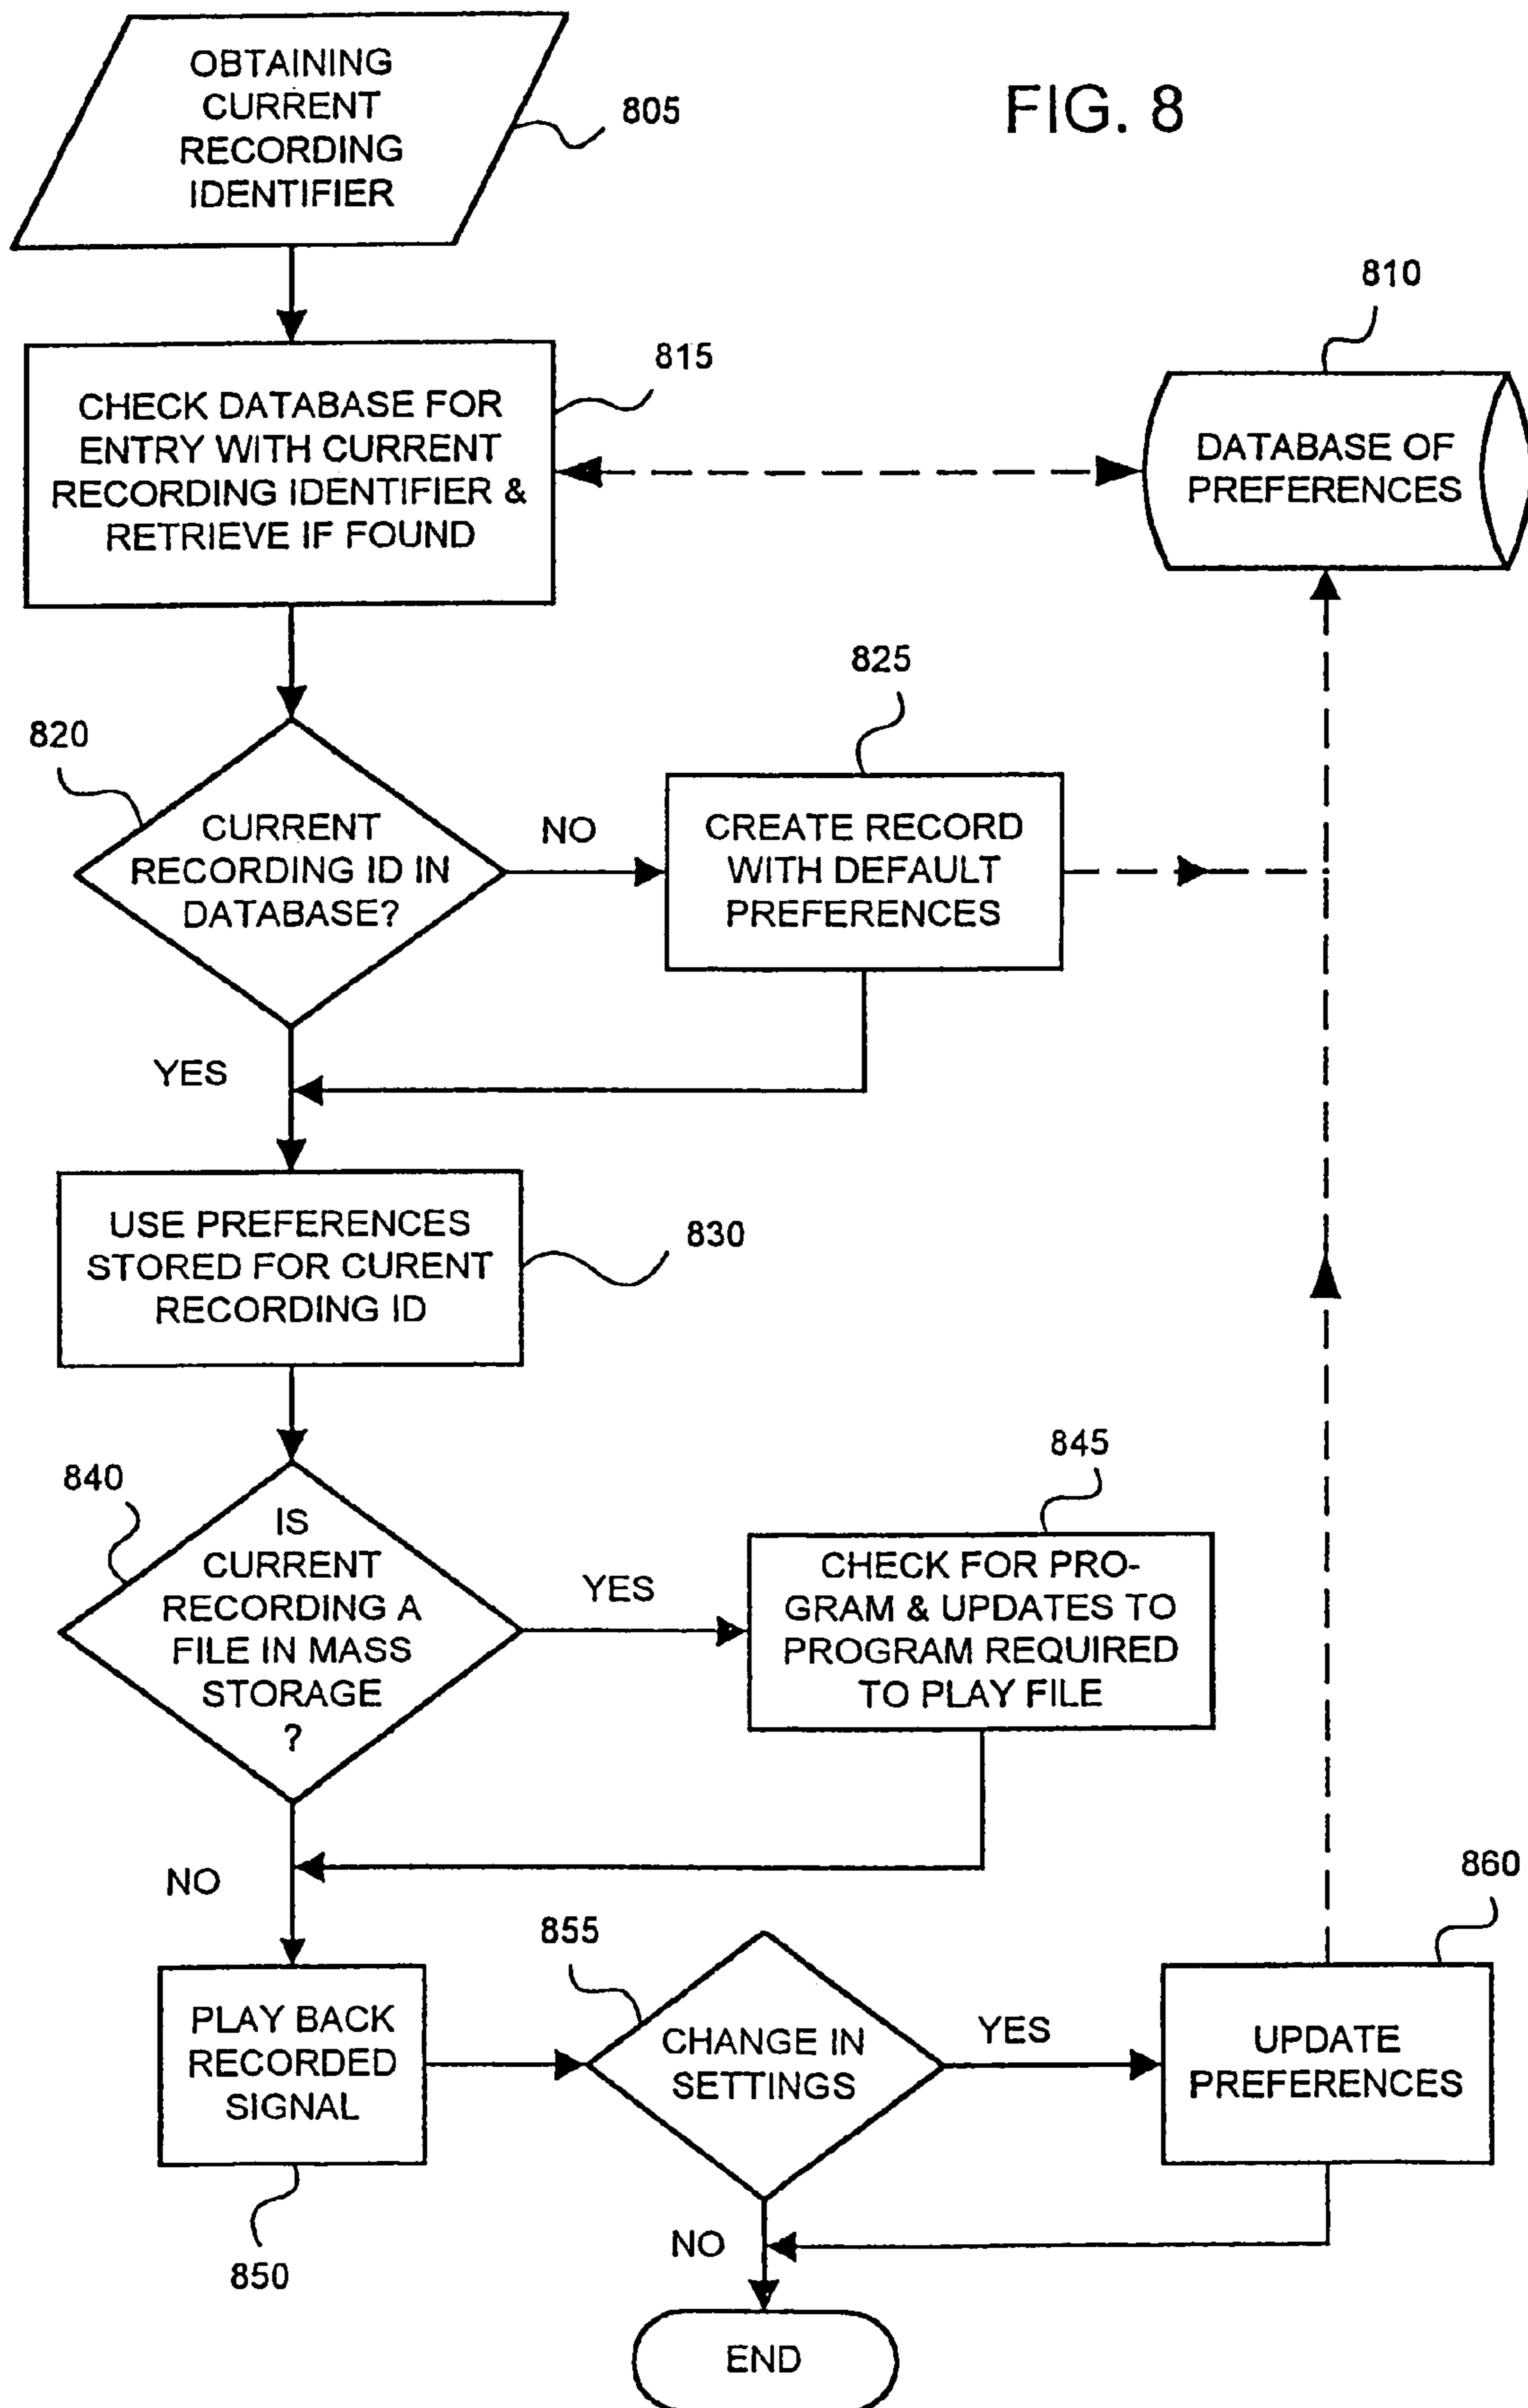 FIG. 8
OBTAINING
CURRENT
RECORDING
IDENTIFIER
805
810
815
CHECK DATABASE FOR
ENTRY WITH CURRENT
RECORDING IDENTIFIER &
RETRIEVE IF FOUND
DATABASE OF
PREFERENCES
820
825
CURRENT
RECORDING ID IN
DATABASE?
NO
CREATE RECORD
WITH DEFAULT
PREFERENCES
YES
USE PREFERENCES
STORED FOR CURENT
RECORDING ID
830
840
845
IS
CURRENT
RECORDING A
FILE IN MASS
STORAGE
?
YES
CHECK FOR PRO-
GRAM & UPDATES TO
PROGRAM REQUIRED
TO PLAY FILE
NO
855
860
PLAY BACK
RECORDED
SIGNAL
CHANGE IN
SETTINGS
YES
UPDATE
PREFERENCES
850
NO
END